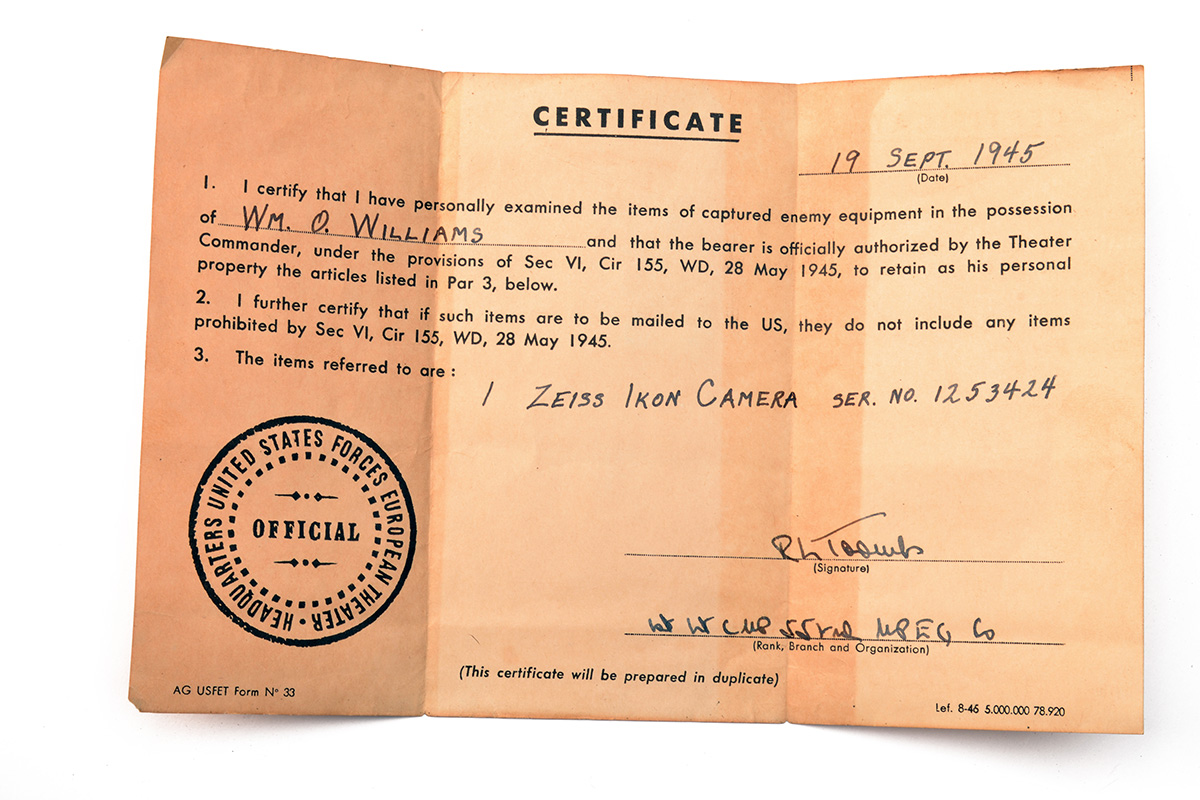 CERTIFICATE
19 SEPT. 1945
(Date)
1. I certify that I have personally examined the items of captured enemy equipment in the possession
of WM. O. WILLIAMS and that the bearer is officially authorized by the Theater
Commander, under the provisions of Sec VI, Cir 155, WD, 28 May 1945, to retain as his personal
property the articles listed in Par 3, below.
2. I further certify that if such items are to be mailed to the US, they do not include any items
prohibited by Sec VI, Cir 155, WD, 28 May 1945.
3. The items referred to are :
1 ZEISS IKON CAMERA SER. NO. 1253424
HEADQUARTERS UNITED STATES FORCES EUROPEAN THEATER •
OFFICIAL
R L Toombs
(Signature)
CMP Co
(Rank, Branch and Organization)
(This certificate will be prepared in duplicate)
AG USFET Form N° 33
Lef. 8-46 5.000.000 78.920